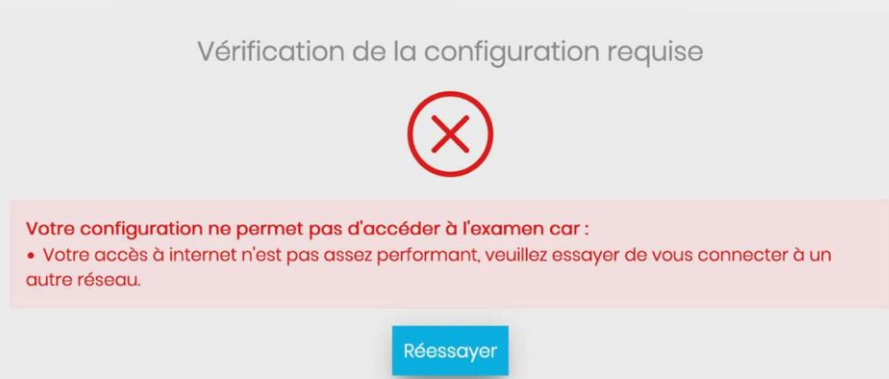 Vérification de la configuration requise
Votre configuration ne permet pas d'accéder à l'examen car :
• Votre accès à internet n'est pas assez performant, veuillez essayer de vous connecter à un
autre réseau.
Réessayer